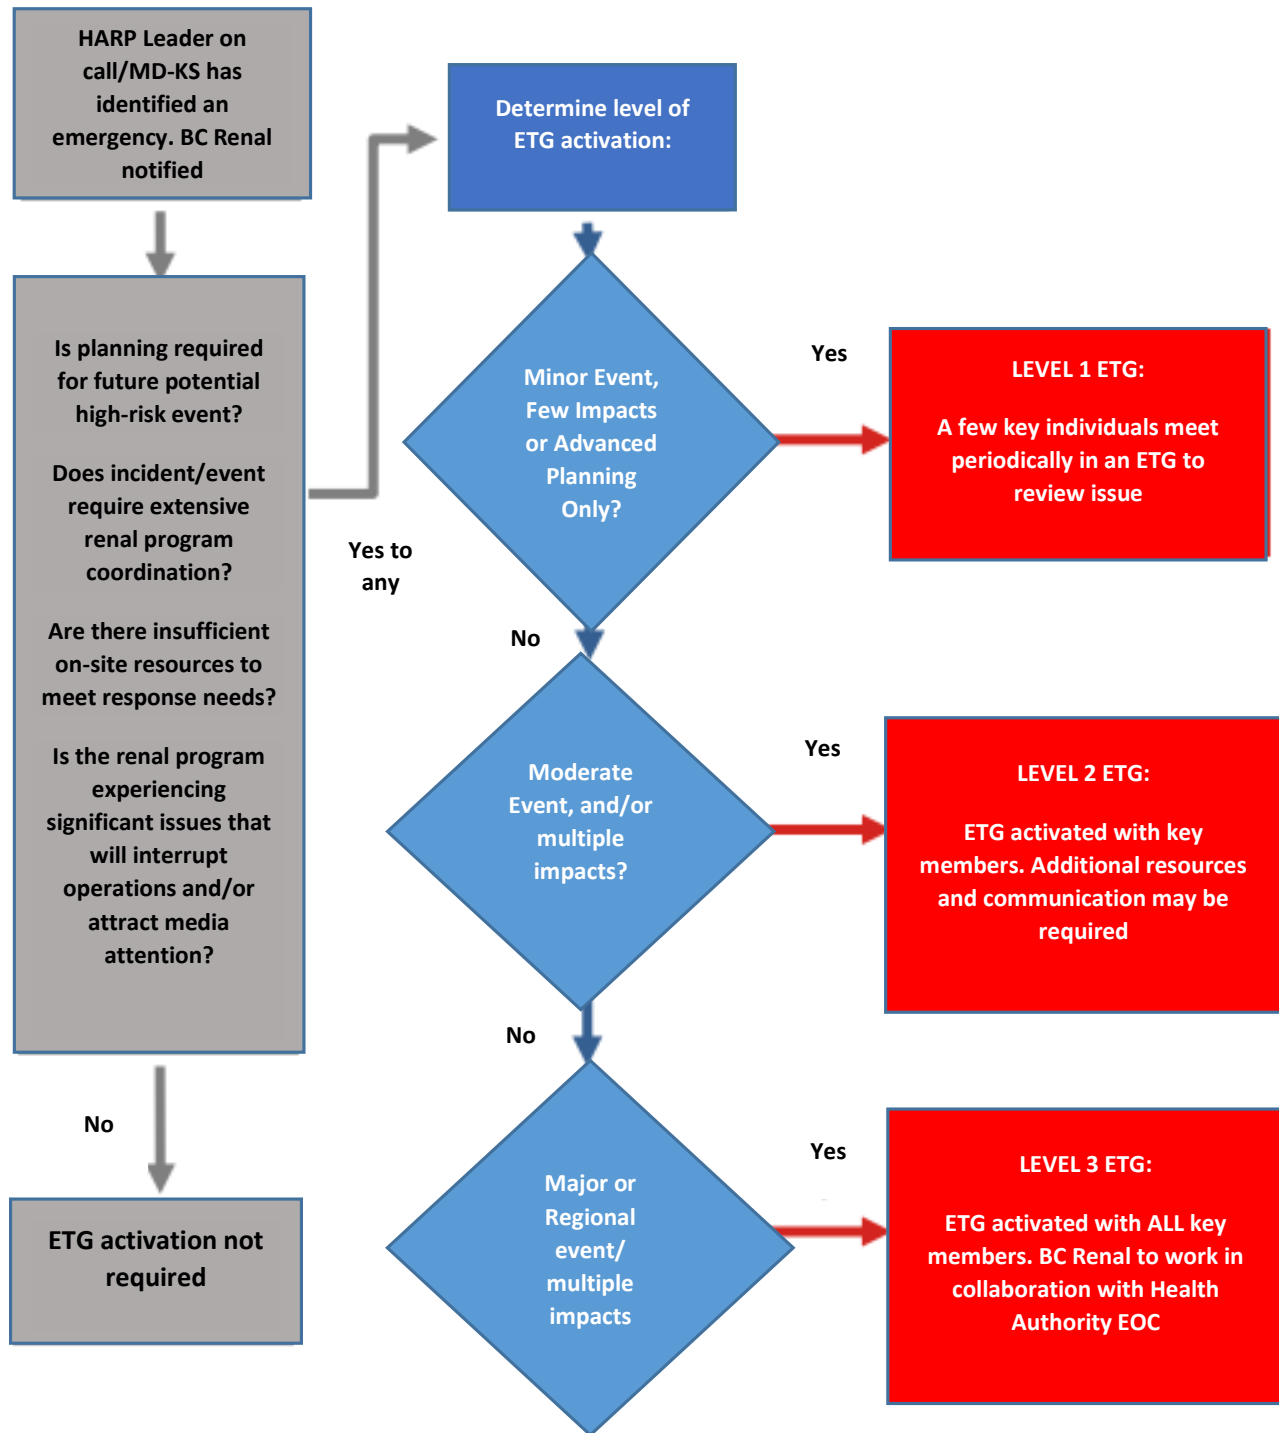 HARP Leader on
call/MD-KS has
identified an
emergency. BC Renal
notified
Is planning required
for future potential
high-risk event?
Does incident/event
require extensive
renal program
coordination?
Are there insufficient
on-site resources to
meet response needs?
Is the renal program
experiencing
significant issues that
will interrupt
operations and/or
attract media
attention?
No
ETG activation not
required
Yes to
any
Determine level of
ETG activation:
Minor Event,
Few Impacts
or Advanced
Planning
Only?
Yes
LEVEL 1 ETG:
A few key individuals meet
periodically in an ETG to
review issue
No
Moderate
Event, and/or
multiple
impacts?
Yes
LEVEL 2 ETG:
ETG activated with key
members. Additional resources
and communication may be
required
No
Major or
Regional
event/
multiple
impacts
Yes
LEVEL 3 ETG:
ETG activated with ALL key
members. BC Renal to work in
collaboration with Health
Authority EOC